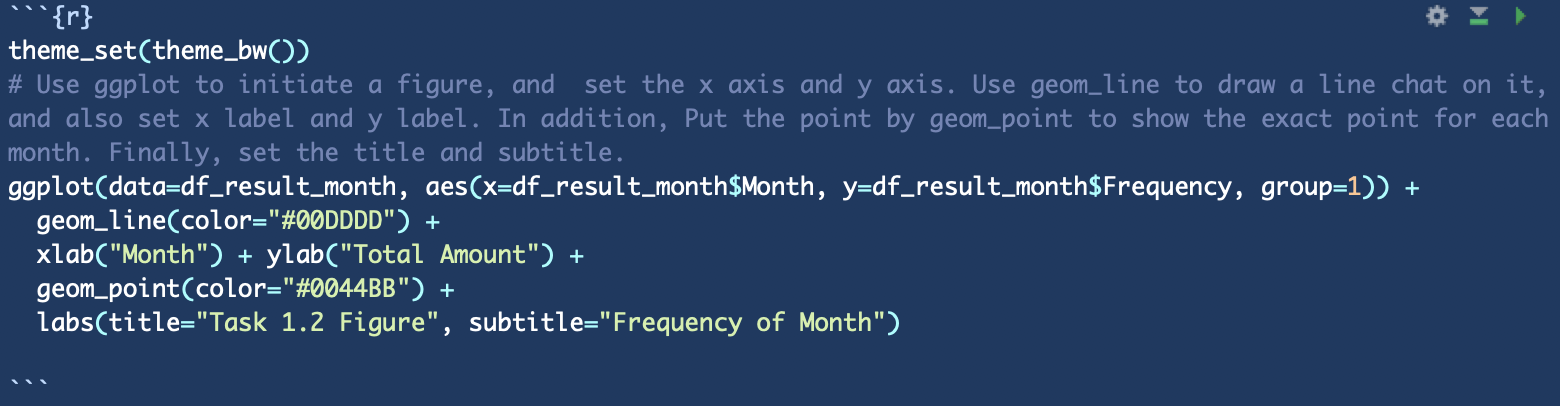 ```{r}
theme_set(theme_bw())
# Use ggplot to initiate a figure, and  set the x axis and y axis. Use geom_line to draw a line chat on it,
and also set x label and y label. In addition, Put the point by geom_point to show the exact point for each
month. Finally, set the title and subtitle.
ggplot(data=df_result_month, aes(x=df_result_month$Month, y=df_result_month$Frequency, group=1)) +
  geom_line(color="#00DDDD") +
  xlab("Month") + ylab("Total Amount") +
  geom_point(color="#0044BB") +
  labs(title="Task 1.2 Figure", subtitle="Frequency of Month")
```